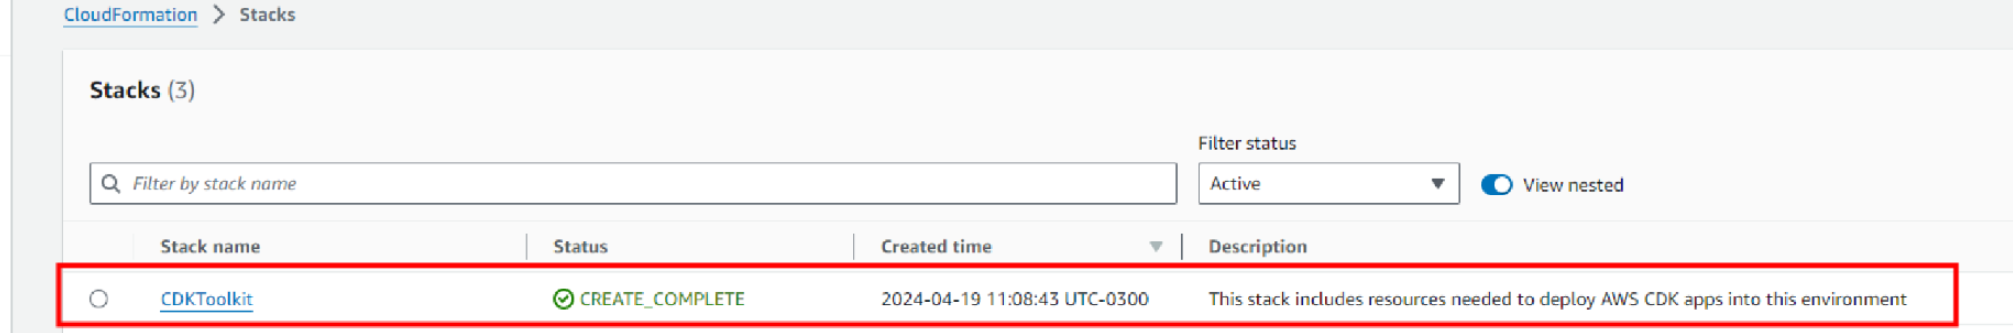 CloudFormation > Stacks
Stacks (3)
Filter status
Filter by stack name Active View nested
Stack name Status Created time Description
CDKToolkit CREATE_COMPLETE 2024-04-19 11:08:43 UTC-0300 This stack includes resources needed to deploy AWS CDK apps into this environment